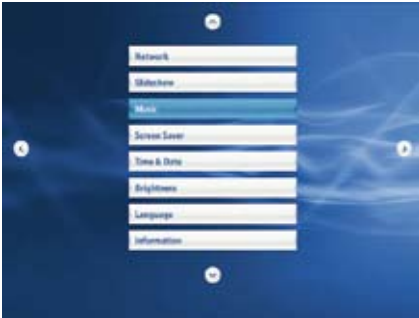 Network
Slideshow
Music
Screen Saver
Time & Date
Brightness
Language
Information